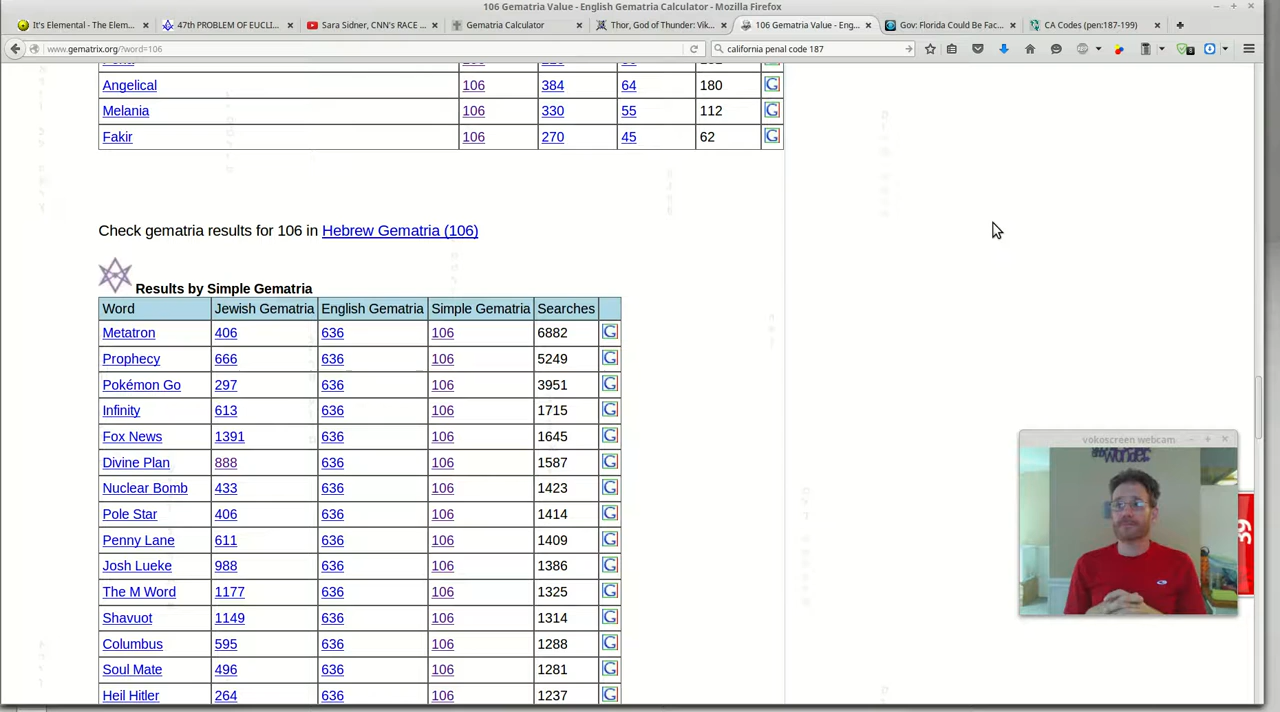 106 Gematria Value - English Gematria Calculator - Mozilla Firefox
It's Elemental - The Elem...
47TH PROBLEM OF EUCLI...
Sara Sidner, CNN's RACE ...
Gematria Calculator
Thor, God of Thunder: Vik...
106 Gematria Value - Eng...
Gov: Florida Could Be Fac...
CA Codes (pen:187-199)
www.gematrix.org/?word=106
california penal code 187
Angelical 106 384 64 180
Melania 106 330 55 112
Fakir 106 270 45 62
Check gematria results for 106 in Hebrew Gematria (106)
Results by Simple Gematria
Word Jewish Gematria English Gematria Simple Gematria Searches
Metatron 406 636 106 6882
Prophecy 666 636 106 5249
Pokémon Go 297 636 106 3951
Infinity 613 636 106 1715
Fox News 1391 636 106 1645
Divine Plan 888 636 106 1587
Nuclear Bomb 433 636 106 1423
Pole Star 406 636 106 1414
Penny Lane 611 636 106 1409
Josh Lueke 988 636 106 1386
The M Word 1177 636 106 1325
Shavuot 1149 636 106 1314
Columbus 595 636 106 1288
Soul Mate 496 636 106 1281
Heil Hitler 264 636 106 1237
vokoscreen webcam
wonder
39